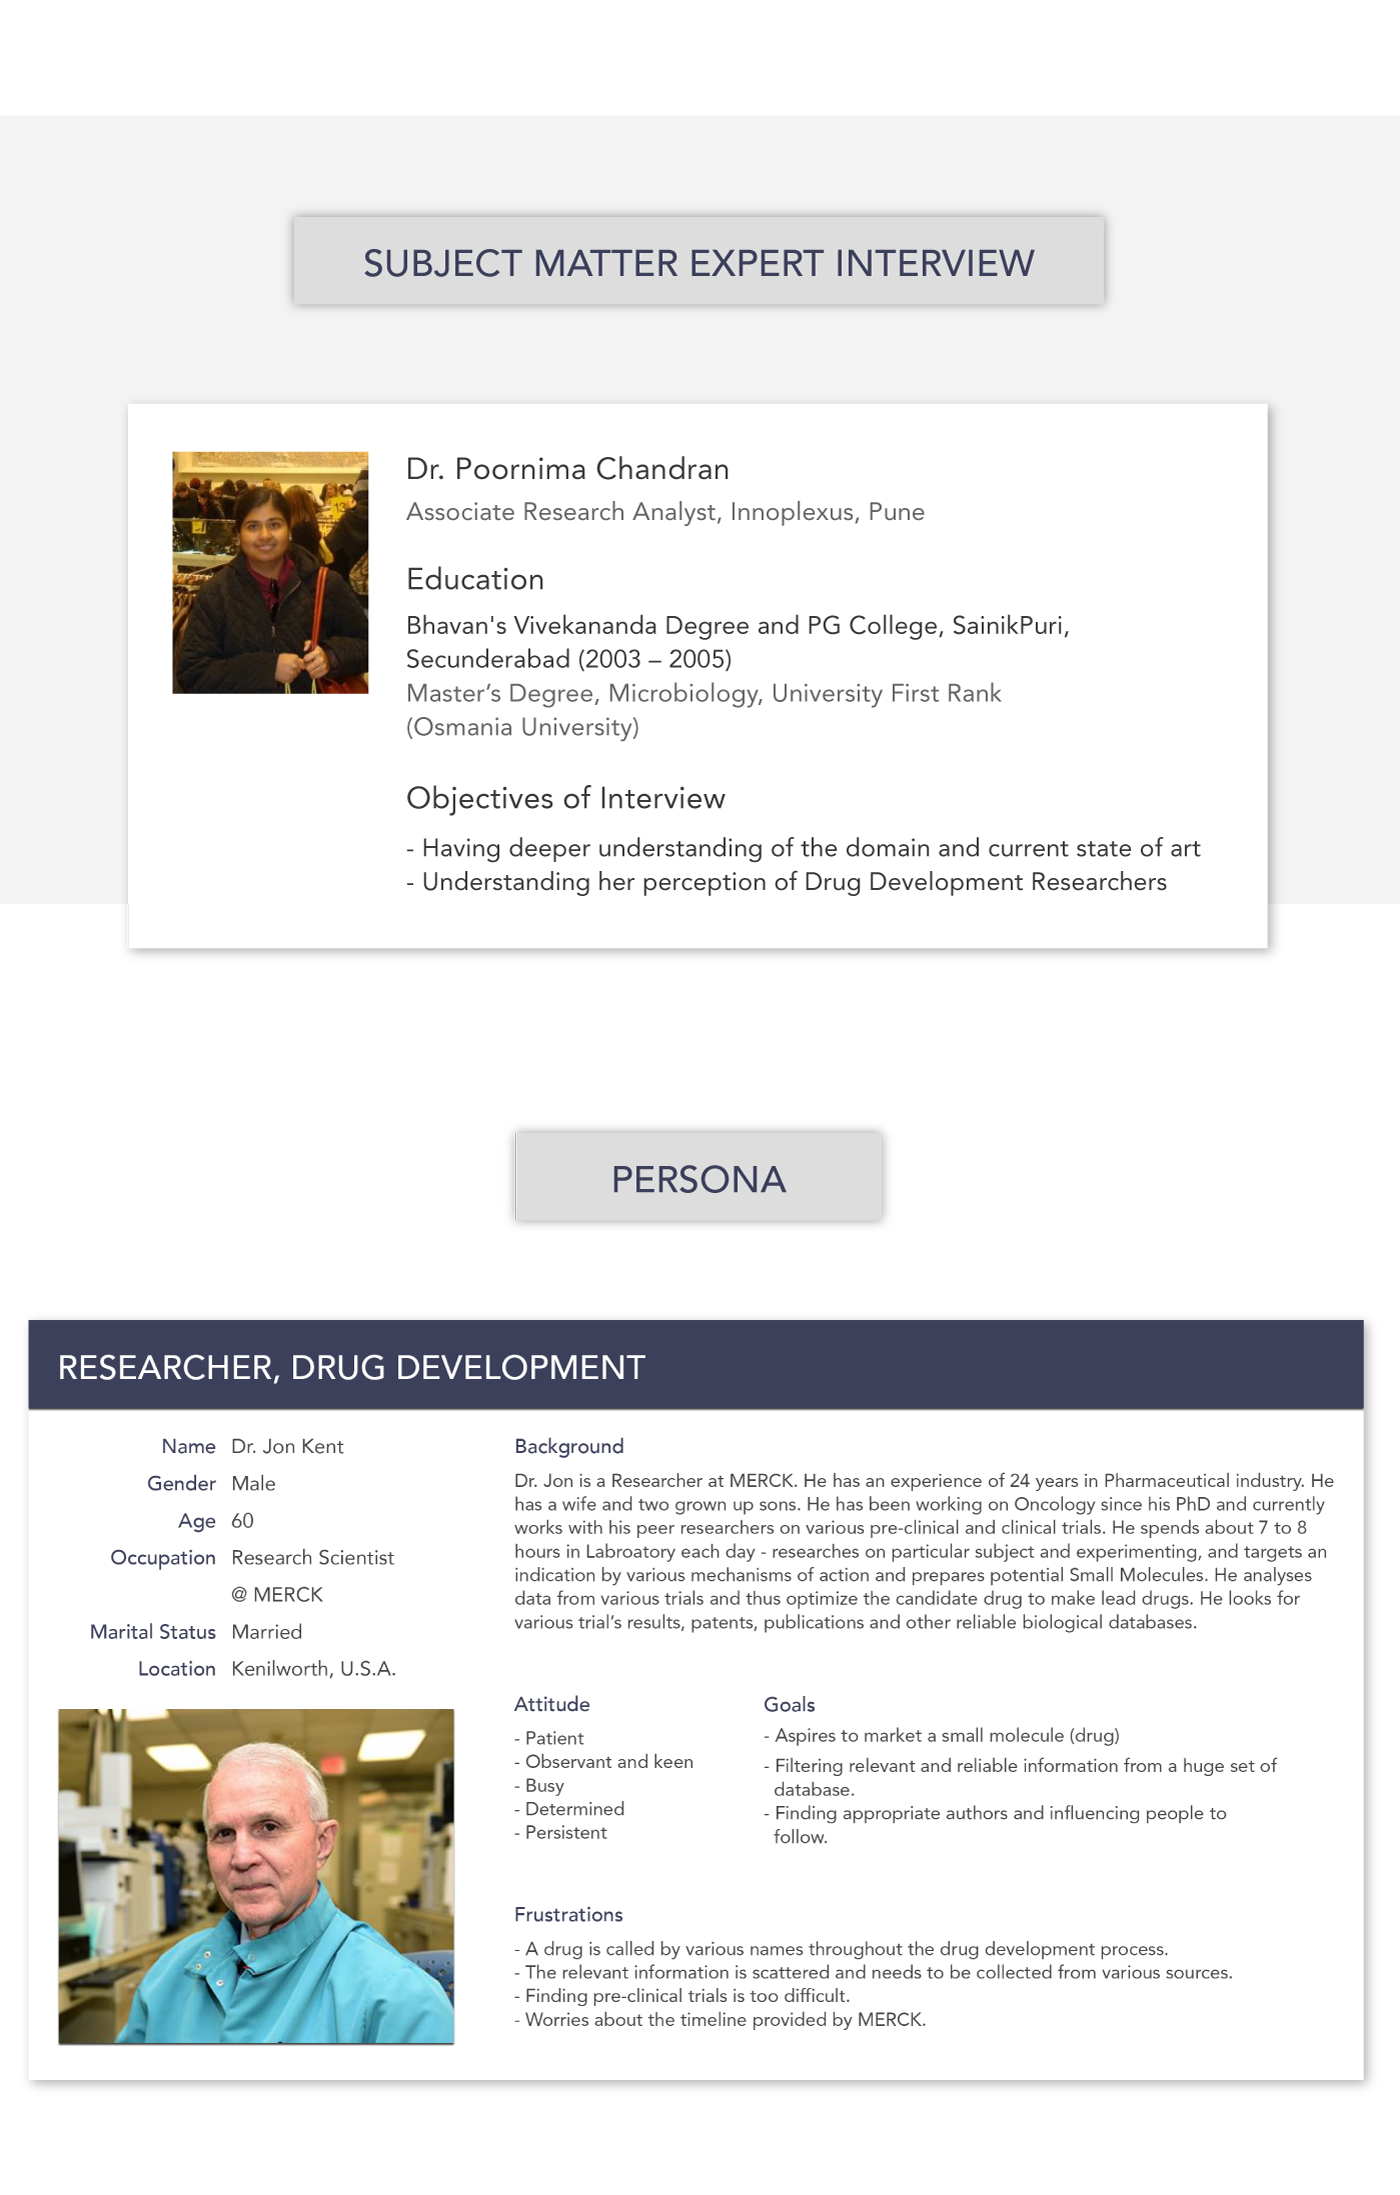 SUBJECT MATTER EXPERT INTERVIEW
13
Dr. Poornima Chandran
Associate Research Analyst, Innoplexus, Pune
Education
Bhavan's Vivekananda Degree and PG College, SainikPuri,
Secunderabad (2003 – 2005)
Master’s Degree, Microbiology, University First Rank
(Osmania University)
Objectives of Interview
- Having deeper understanding of the domain and current state of art
- Understanding her perception of Drug Development Researchers
PERSONA
RESEARCHER, DRUG DEVELOPMENT
Name Dr. Jon Kent
Gender Male
Age 60
Occupation Research Scientist
@ MERCK
Marital Status Married
Location Kenilworth, U.S.A.
Background
Dr. Jon is a Researcher at MERCK. He has an experience of 24 years in Pharmaceutical industry. He
has a wife and two grown up sons. He has been working on Oncology since his PhD and currently
works with his peer researchers on various pre-clinical and clinical trials. He spends about 7 to 8
hours in Labroatory each day - researches on particular subject and experimenting, and targets an
indication by various mechanisms of action and prepares potential Small Molecules. He analyses
data from various trials and thus optimize the candidate drug to make lead drugs. He looks for
various trial’s results, patents, publications and other reliable biological databases.
Attitude
- Patient
- Observant and keen
- Busy
- Determined
- Persistent
Goals
- Aspires to market a small molecule (drug)
- Filtering relevant and reliable information from a huge set of
database.
- Finding appropriate authors and influencing people to
follow.
Frustrations
- A drug is called by various names throughout the drug development process.
- The relevant information is scattered and needs to be collected from various sources.
- Finding pre-clinical trials is too difficult.
- Worries about the timeline provided by MERCK.